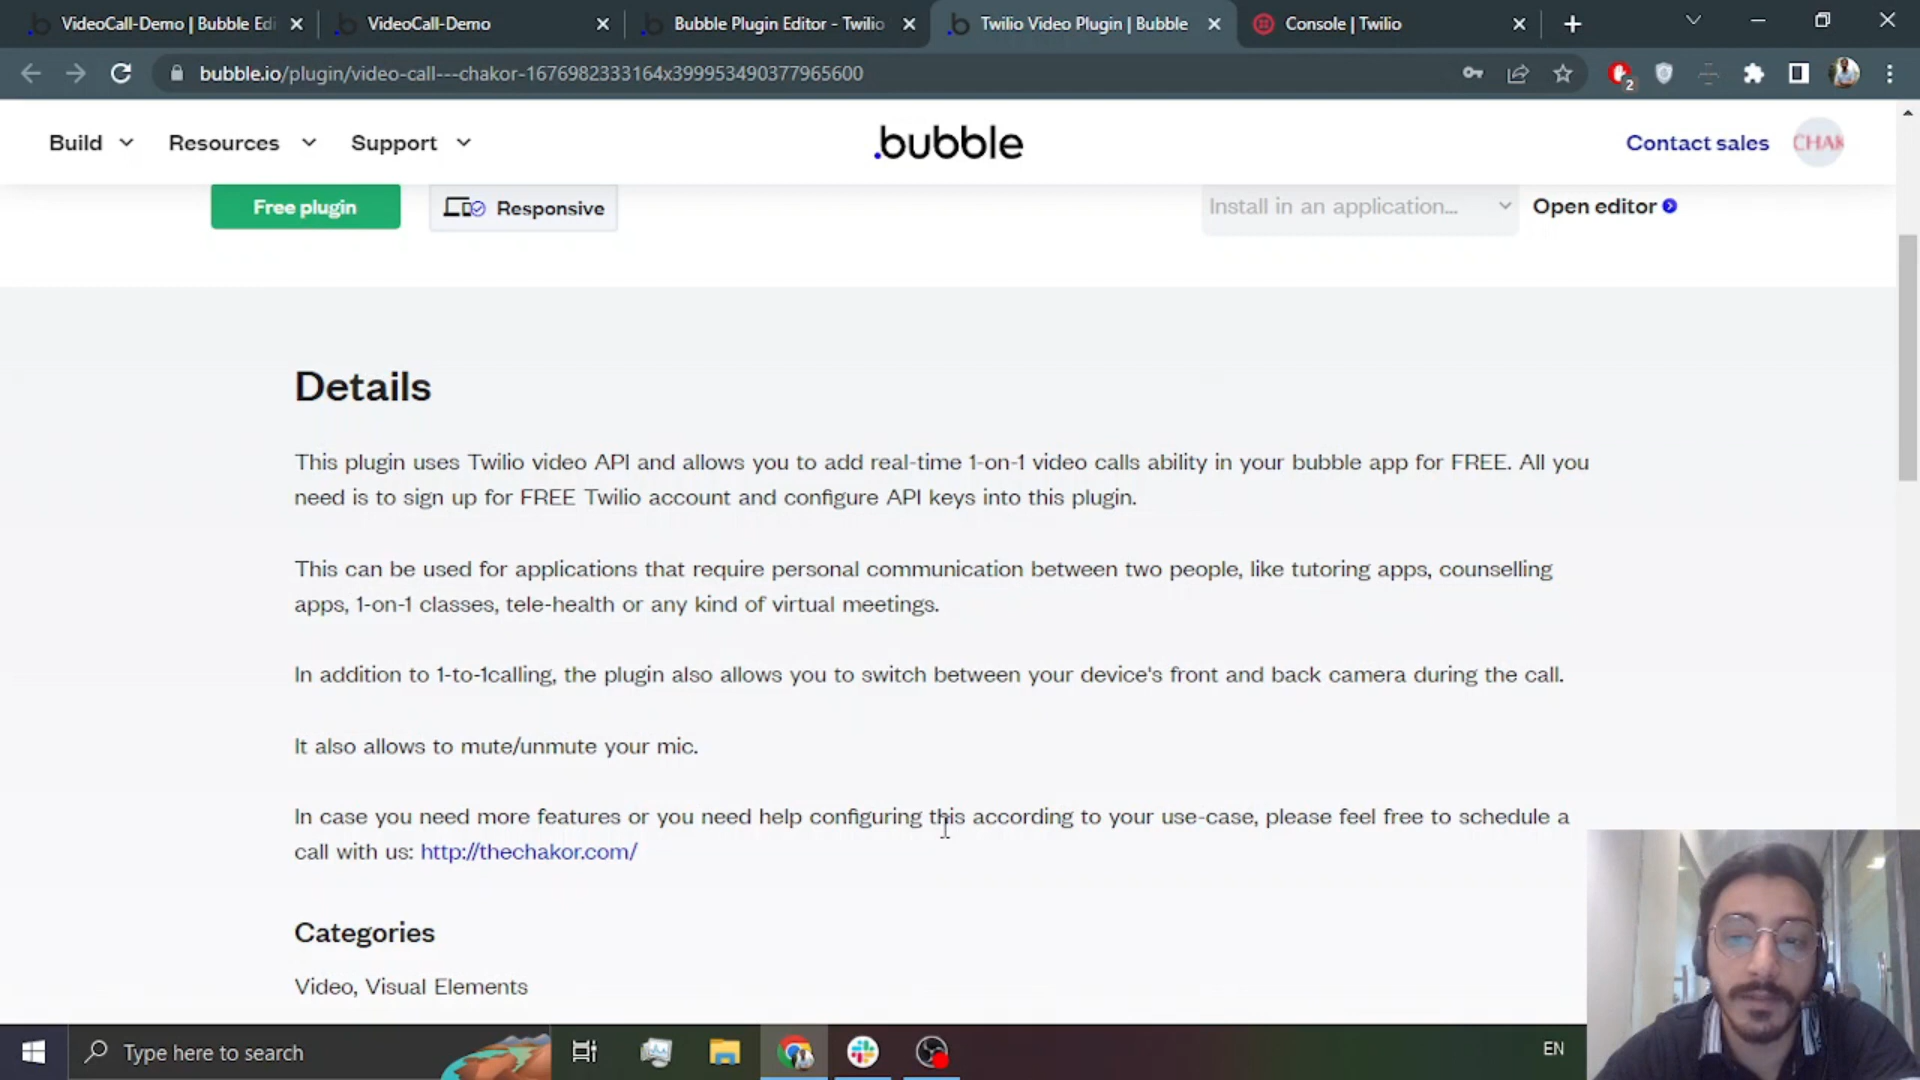 VideoCall-Demo | Bubble Edi
VideoCall-Demo
Bubble Plugin Editor - Twilio
Twilio Video Plugin | Bubble
Console | Twilio
bubble.io/plugin/video-call---chakor-1676982333164x399953490377965600
2
Build
Resources
Support
.bubble
Contact sales
CHAK
Free plugin
Responsive
Install in an application...
Open editor
Details
This plugin uses Twilio video API and allows you to add real-time 1-on-1 video calls ability in your bubble app for FREE. All you
need is to sign up for FREE Twilio account and configure API keys into this plugin.
This can be used for applications that require personal communication between two people, like tutoring apps, counselling
apps, 1-on-1 classes, tele-health or any kind of virtual meetings.
In addition to 1-to-1calling, the plugin also allows you to switch between your device's front and back camera during the call.
It also allows to mute/unmute your mic.
In case you need more features or you need help configuring this according to your use-case, please feel free to schedule a
call with us: http://thechakor.com/
Categories
Video, Visual Elements
Type here to search
EN